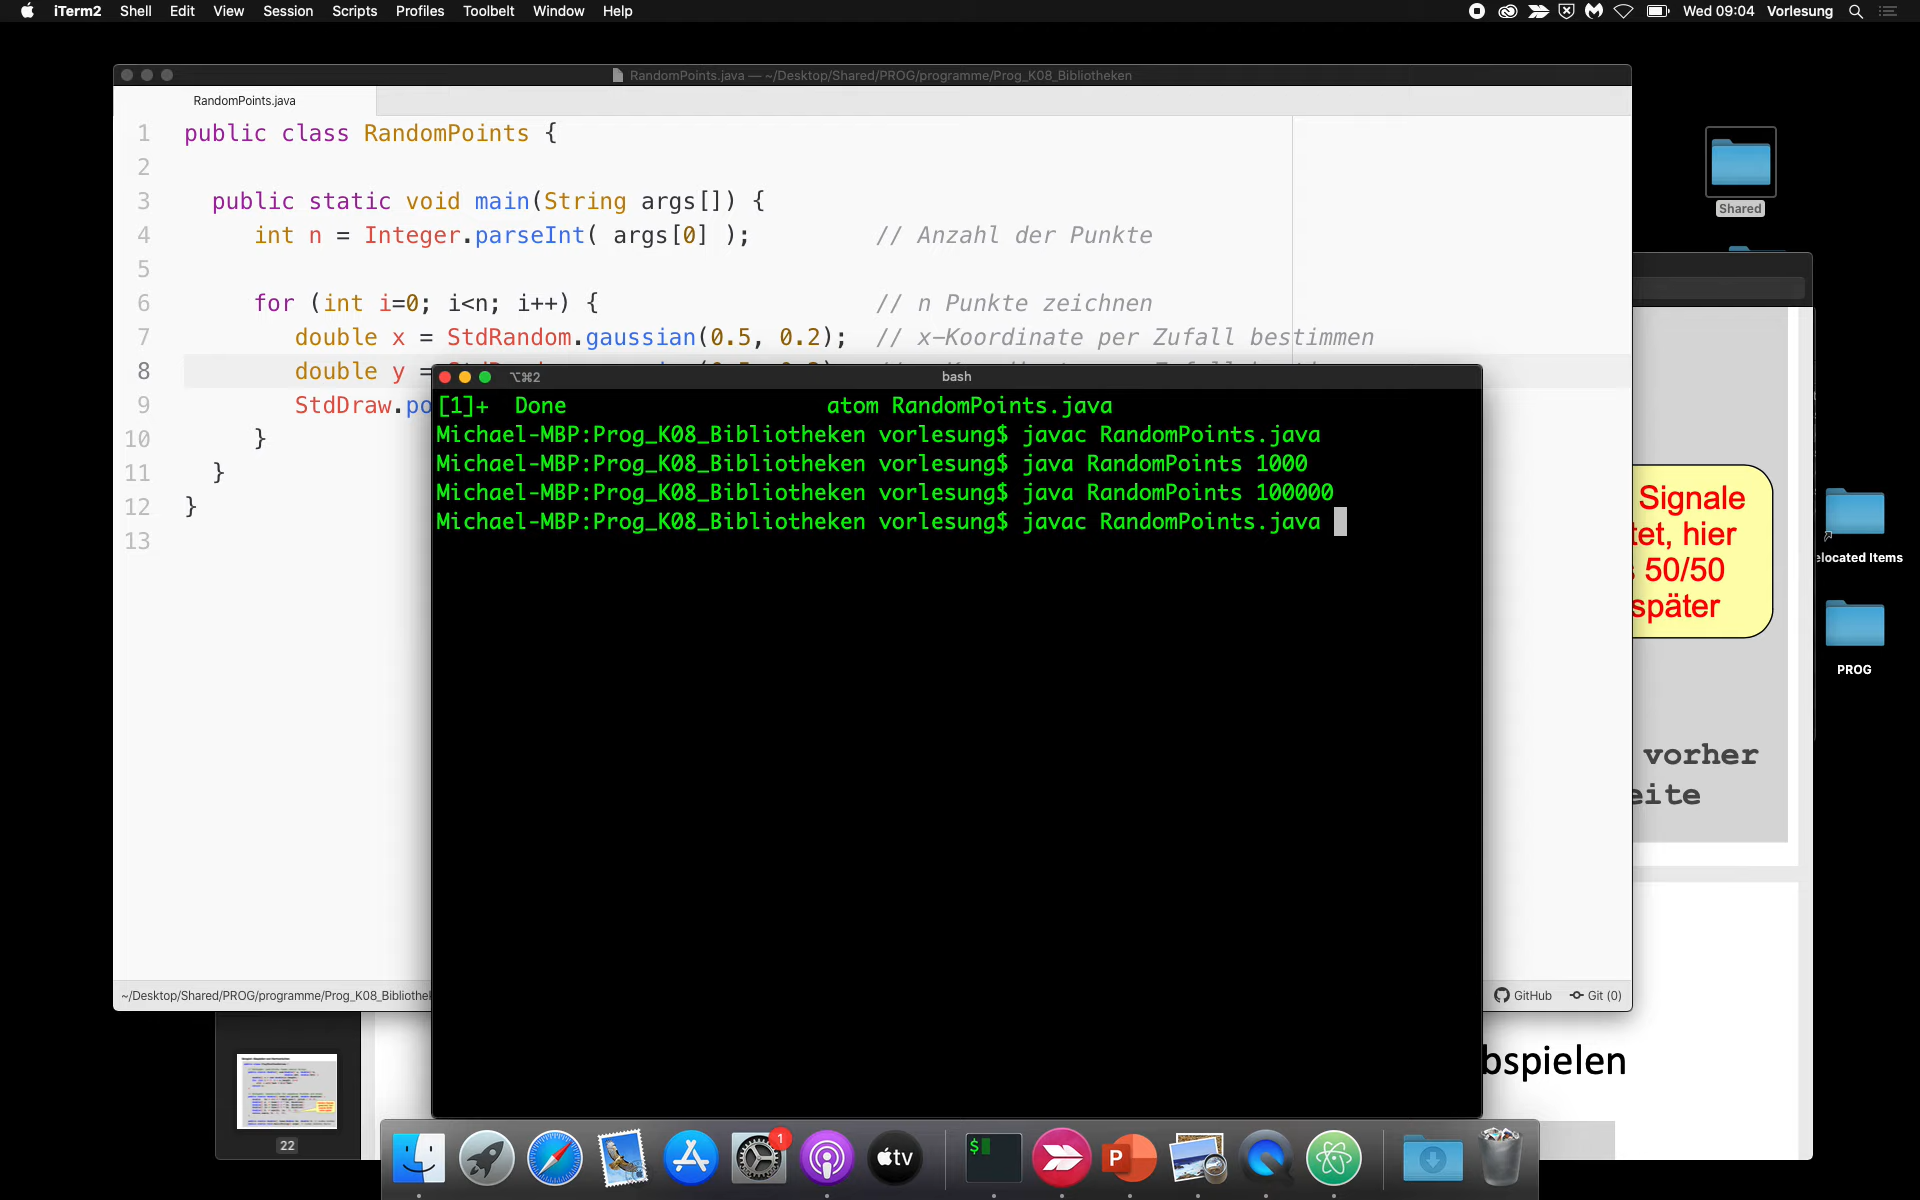 iTerm2 Shell Edit View Session Scripts Profiles Toolbelt Window Help Wed 09:04 Vorlesung
RandomPoints.java — ~/Desktop/Shared/PROG/programme/Prog_K08_Bibliotheken
RandomPoints.java
1 public class RandomPoints {
2
3 public static void main(String args[]) {
4 int n = Integer.parseInt( args[0] ); // Anzahl der Punkte
5
6 for (int i=0; i<n; i++) { // n Punkte zeichnen
7 double x = StdRandom.gaussian(0.5, 0.2); // x-Koordinate per Zufall bestimmen
8 double y =
9 StdDraw.po
10 }
11 }
12 }
13
⌥⌘2 bash
[1]+ Done atom RandomPoints.java
Michael-MBP:Prog_K08_Bibliotheken vorlesung$ javac RandomPoints.java
Michael-MBP:Prog_K08_Bibliotheken vorlesung$ java RandomPoints 1000
Michael-MBP:Prog_K08_Bibliotheken vorlesung$ java RandomPoints 100000
Michael-MBP:Prog_K08_Bibliotheken vorlesung$ javac RandomPoints.java
~/Desktop/Shared/PROG/programme/Prog_K08_Bibliothek
GitHub Git (0)
Shared
Signale
tet, hier
50/50
später
vorher
eite
elocated Items
PROG
bspielen
22
1
tv
$
P